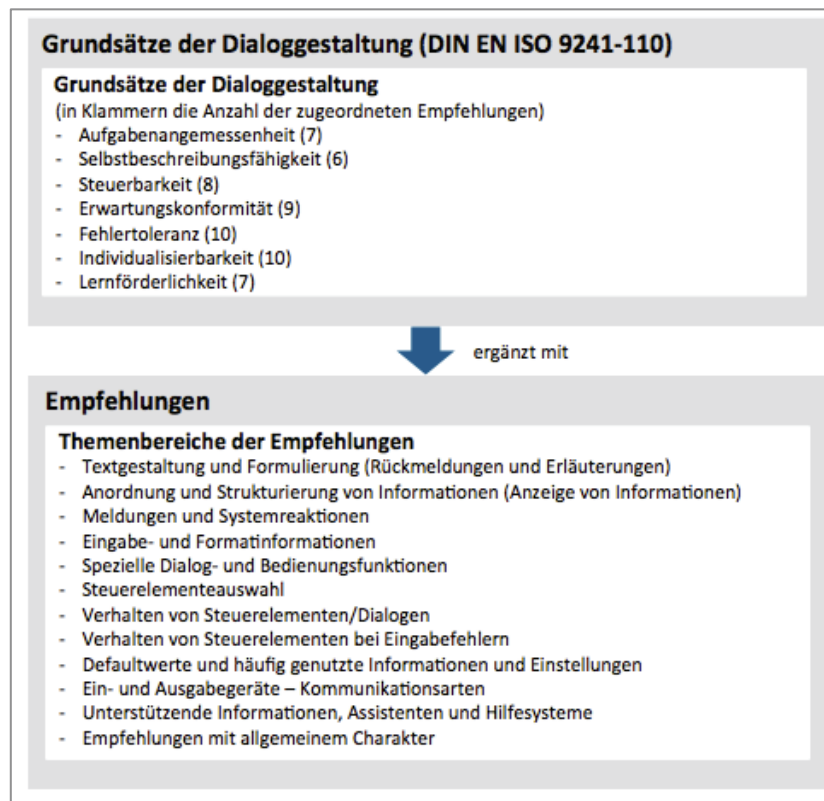 Grundsätze der Dialoggestaltung (DIN EN ISO 9241-110)
Grundsätze der Dialoggestaltung
(in Klammern die Anzahl der zugeordneten Empfehlungen)
- Aufgabenangemessenheit (7)
- Selbstbeschreibungsfähigkeit (6)
- Steuerbarkeit (8)
- Erwartungskonformität (9)
- Fehlertoleranz (10)
- Individualisierbarkeit (10)
- Lernförderlichkeit (7)
ergänzt mit
Empfehlungen
Themenbereiche der Empfehlungen
- Textgestaltung und Formulierung (Rückmeldungen und Erläuterungen)
- Anordnung und Strukturierung von Informationen (Anzeige von Informationen)
- Meldungen und Systemreaktionen
- Eingabe- und Formatinformationen
- Spezielle Dialog- und Bedienungsfunktionen
- Steuerelementeauswahl
- Verhalten von Steuerelementen/Dialogen
- Verhalten von Steuerelementen bei Eingabefehlern
- Defaultwerte und häufig genutzte Informationen und Einstellungen
- Ein- und Ausgabegeräte – Kommunikationsarten
- Unterstützende Informationen, Assistenten und Hilfesysteme
- Empfehlungen mit allgemeinem Charakter